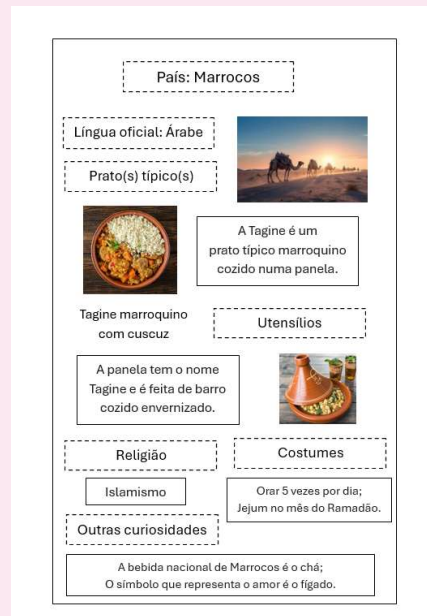 País: Marrocos
Língua oficial: Árabe
Prato(s) típico(s)
A Tagine é um
prato típico marroquino
cozido numa panela.
Tagine marroquino
com cuscuz
Utensílios
A panela tem o nome
Tagine e é feita de barro
cozido envernizado.
Religião
Costumes
Islamismo
Orar 5 vezes por dia;
Jejum no mês do Ramadão.
Outras curiosidades
A bebida nacional de Marrocos é o chá;
O símbolo que representa o amor é o fígado.